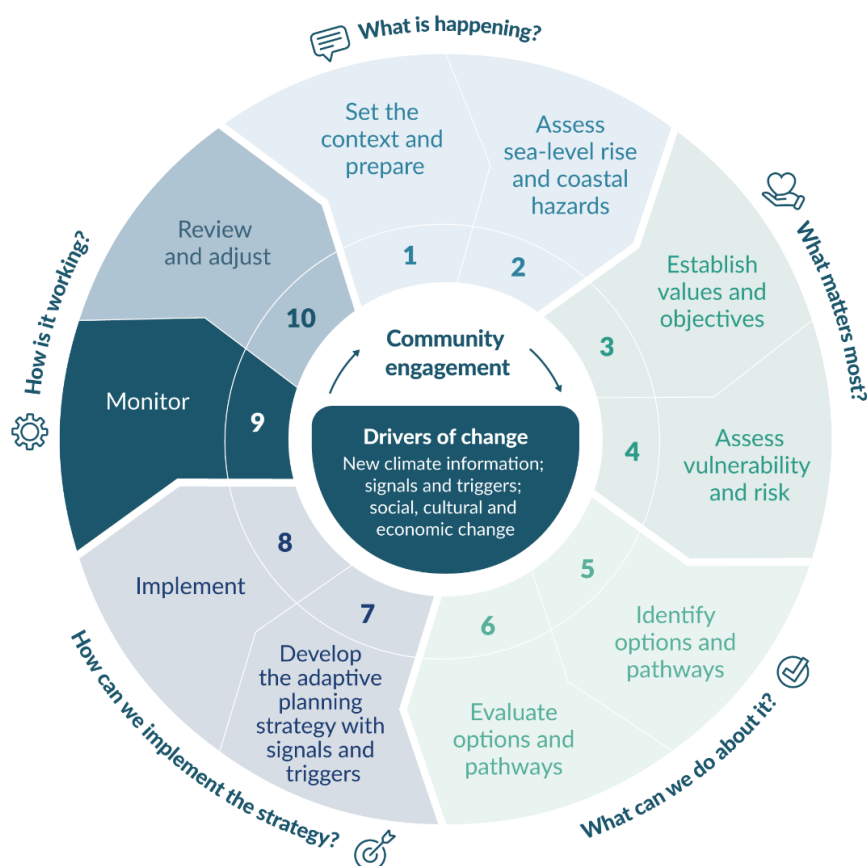 What is happening?
Set the
context and
prepare
1
Assess
sea-level rise
and coastal
hazards
2
What matters most?
Establish
values and
objectives
3
Assess
vulnerability
and risk
4
What can we do about it?
Identify
options and
pathways
5
Evaluate
options and
pathways
6
How can we implement the strategy?
Develop
the adaptive
planning
strategy with
signals and
triggers
7
Implement
8
How is it working?
Monitor
9
Review
and adjust
10
Community
engagement
Drivers of change
New climate information;
signals and triggers;
social, cultural and
economic change